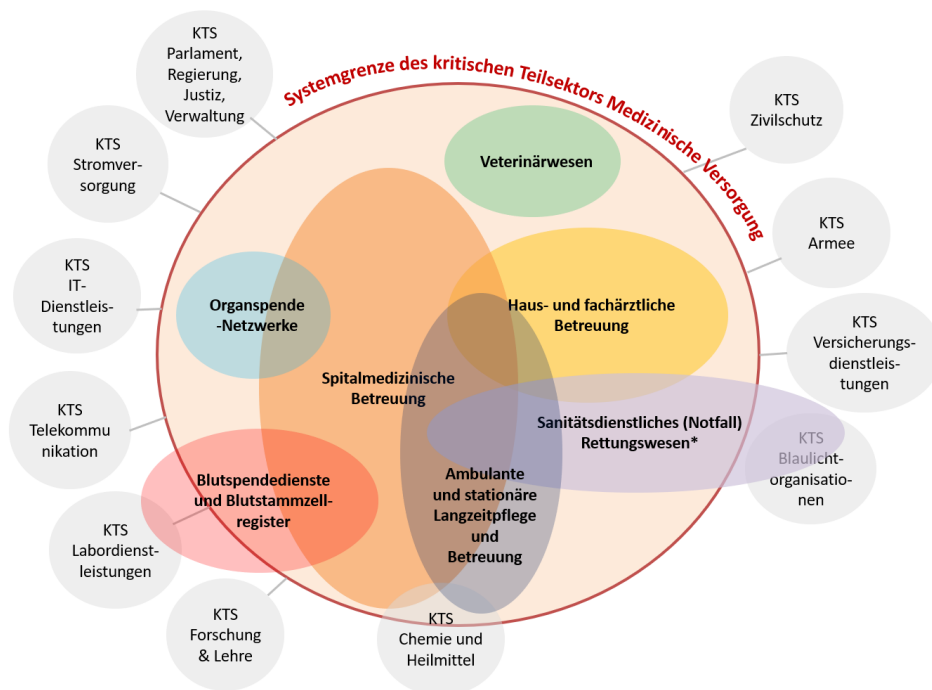 KTS
Parlament,
Regierung,
Justiz,
Verwaltung
Systemgrenze des kritischen Teilsektors Medizinische Versorgung
KTS
Zivilschutz
KTS
Stromver-
sorgung
Veterinärwesen
KTS
Armee
KTS
IT-
Dienstleis-
tungen
Organspende
-Netzwerke
Haus- und fachärztliche
Betreuung
KTS
Versicherungs-
dienstleis-
tungen
Spitalmedizinische
Betreuung
KTS
Telekommu
nikation
Sanitätsdienstliches (Notfall)
Rettungswesen*
KTS
Blaulicht-
organisatio-
nen
Blutspendedienste
und Blutstammzell-
register
Ambulante
und stationäre
Langzeitpflege
und
Betreuung
KTS
Labordienst-
leistungen
KTS
Forschung
& Lehre
KTS
Chemie und
Heilmittel